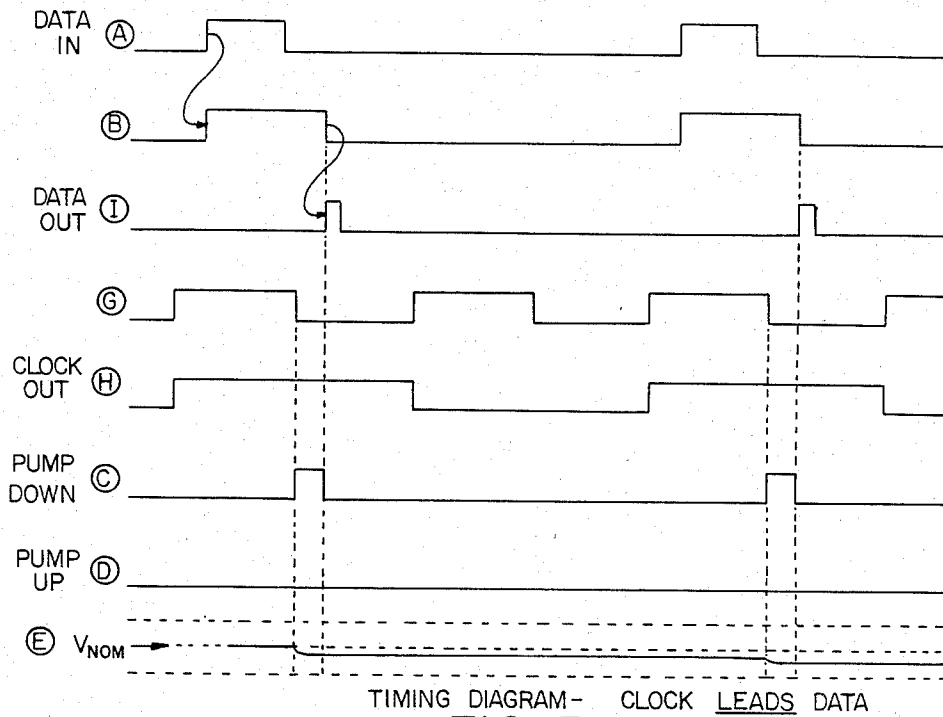 DATA IN Ⓐ
Ⓑ
DATA OUT Ⓘ
Ⓖ
CLOCK OUT Ⓗ
PUMP DOWN Ⓒ
PUMP UP Ⓓ
Ⓔ VNOM
TIMING DIAGRAM- CLOCK LEADS DATA